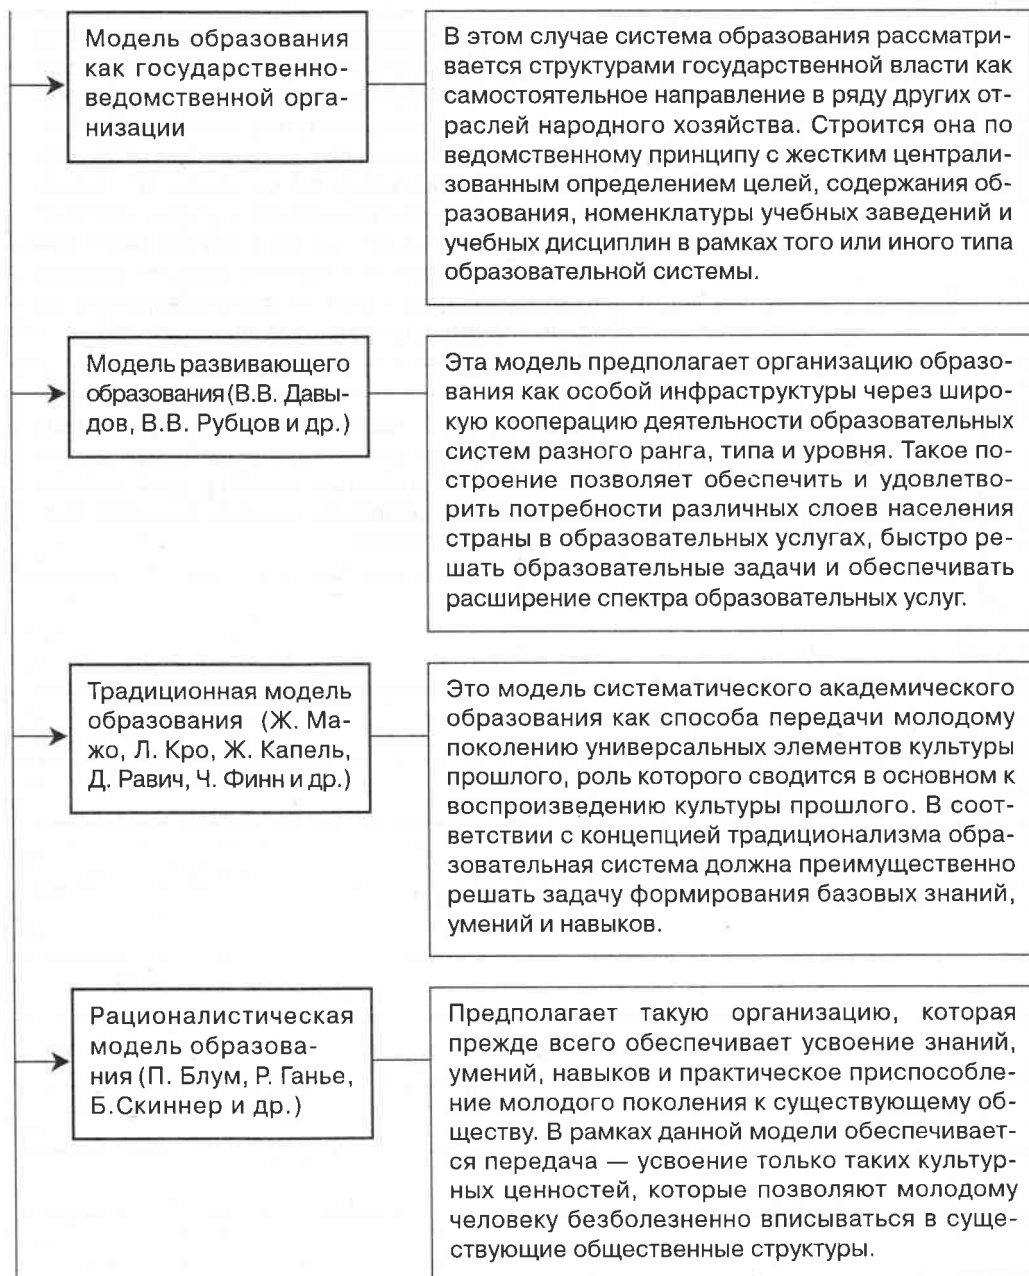 Модель образования
как государственно-
ведомственной орга-
низации
В этом случае система образования рассматри-
вается структурами государственной власти как
самостоятельное направление в ряду других от-
раслей народного хозяйства. Строится она по
ведомственному принципу с жестким централи-
зованным определением целей, содержания об-
разования, номенклатуры учебных заведений и
учебных дисциплин в рамках того или иного типа
образовательной системы.
Модель развивающего
образования (В.В. Давы-
дов, В.В. Рубцов и др.)
Эта модель предполагает организацию образо-
вания как особой инфраструктуры через широ-
кую кооперацию деятельности образовательных
систем разного ранга, типа и уровня. Такое по-
строение позволяет обеспечить и удовлетво-
рить потребности различных слоев населения
страны в образовательных услугах, быстро ре-
шать образовательные задачи и обеспечивать
расширение спектра образовательных услуг.
Традиционная модель
образования (Ж. Ма-
жо, Л. Кро, Ж. Капель,
Д. Равич, Ч. Финн и др.)
Это модель систематического академического
образования как способа передачи молодому
поколению универсальных элементов культуры
прошлого, роль которого сводится в основном к
воспроизведению культуры прошлого. В соот-
ветствии с концепцией традиционализма обра-
зовательная система должна преимущественно
решать задачу формирования базовых знаний,
умений и навыков.
Рационалистическая
модель образова-
ния (П. Блум, Р. Ганье,
Б.Скиннер и др.)
Предполагает такую организацию, которая
прежде всего обеспечивает усвоение знаний,
умений, навыков и практическое приспособле-
ние молодого поколения к существующему об-
ществу. В рамках данной модели обеспечивает-
ся передача — усвоение только таких культур-
ных ценностей, которые позволяют молодому
человеку безболезненно вписываться в суще-
ствующие общественные структуры.